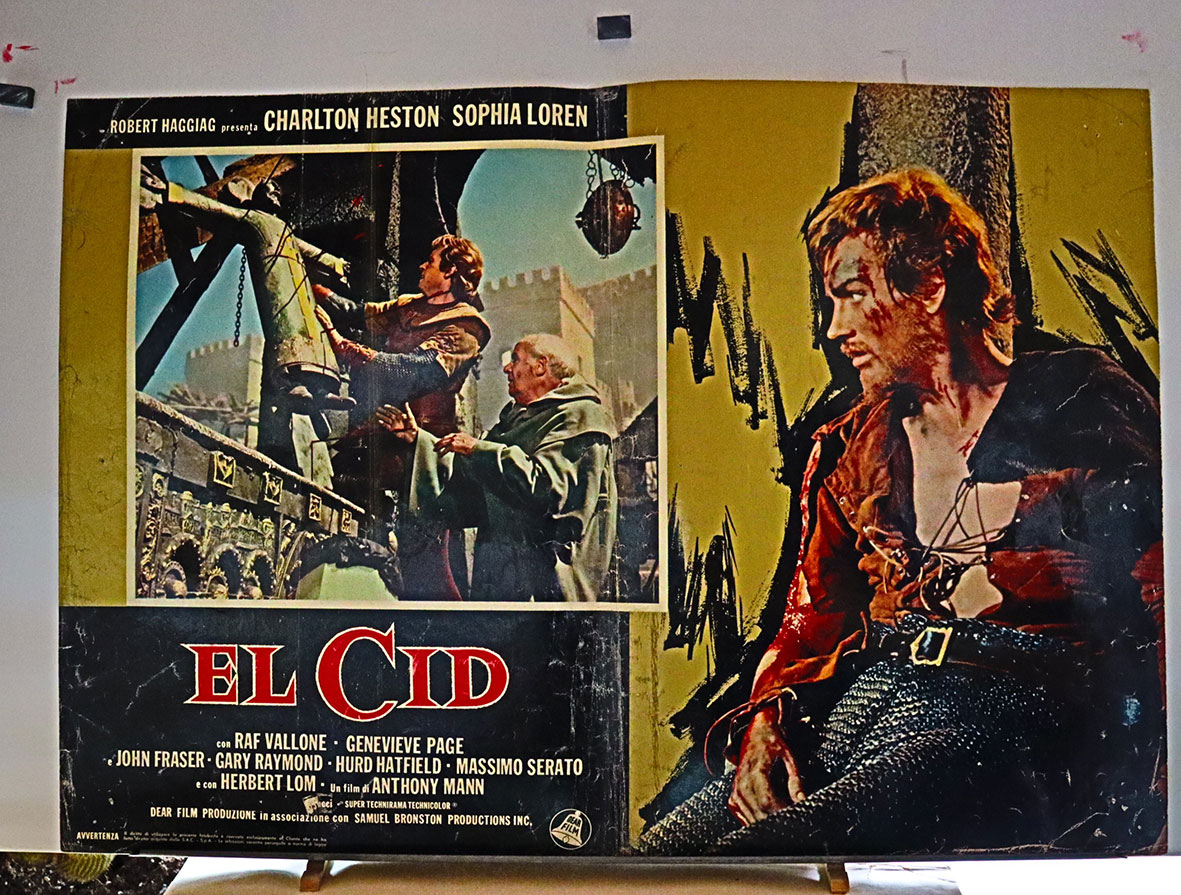 ROBERT HAGGIAG presenta CHARLTON HESTON SOPHIA LOREN
EL CID
con RAF VALLONE · GENEVIEVE PAGE
e JOHN FRASER · GARY RAYMOND · HURD HATFIELD · MASSIMO SERATO
e con HERBERT LOM · Un film di ANTHONY MANN
SUPER TECHNIRAMA TECHNICOLOR ®
DEAR FILM PRODUZIONE in associazione con SAMUEL BRONSTON PRODUCTIONS INC.
DEAR FILM
AVVERTENZA